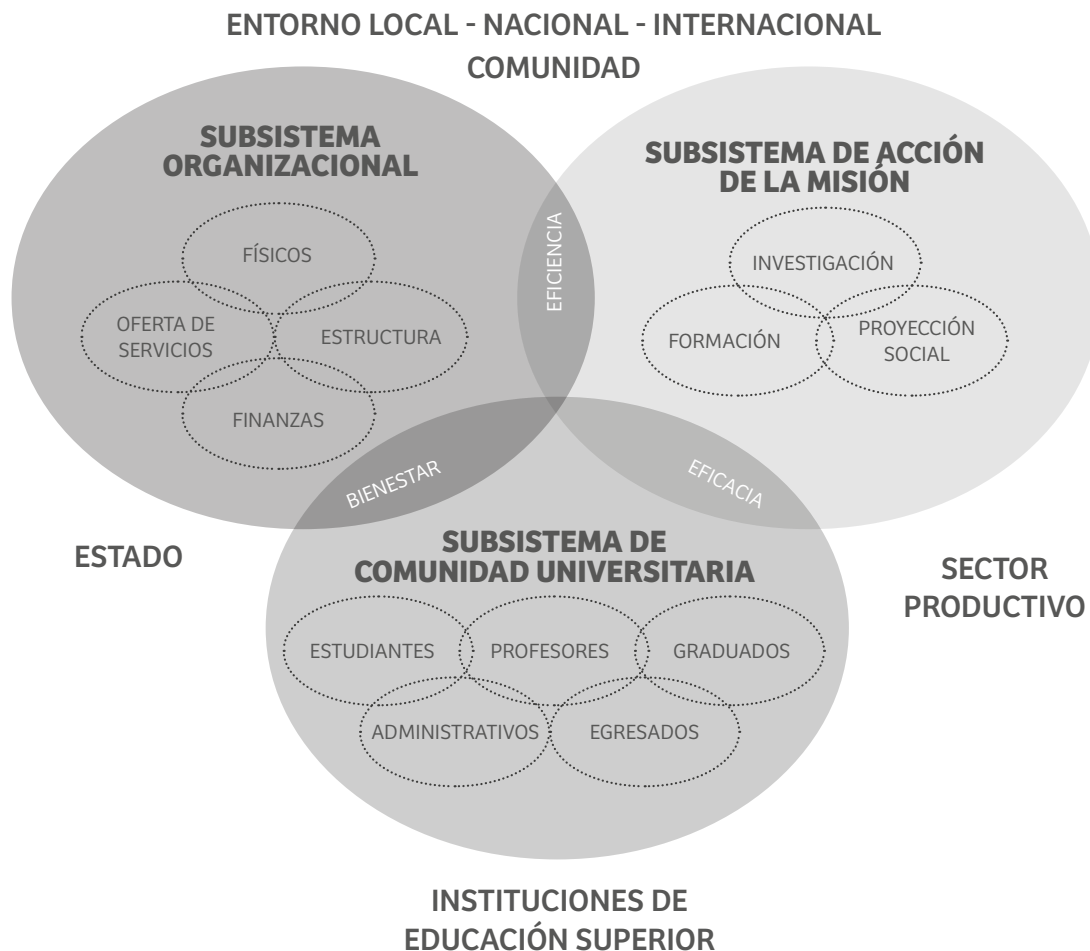 ENTORNO LOCAL - NACIONAL - INTERNACIONAL
COMUNIDAD
SUBSISTEMA
ORGANIZACIONAL
FÍSICOS
OFERTA DE
SERVICIOS
ESTRUCTURA
FINANZAS
EFICIENCIA
SUBSISTEMA DE ACCIÓN
DE LA MISIÓN
INVESTIGACIÓN
FORMACIÓN
PROYECCIÓN
SOCIAL
BIENESTAR
EFICACIA
ESTADO
SUBSISTEMA DE
COMUNIDAD UNIVERSITARIA
ESTUDIANTES
PROFESORES
GRADUADOS
ADMINISTRATIVOS
EGRESADOS
SECTOR
PRODUCTIVO
INSTITUCIONES DE
EDUCACIÓN SUPERIOR